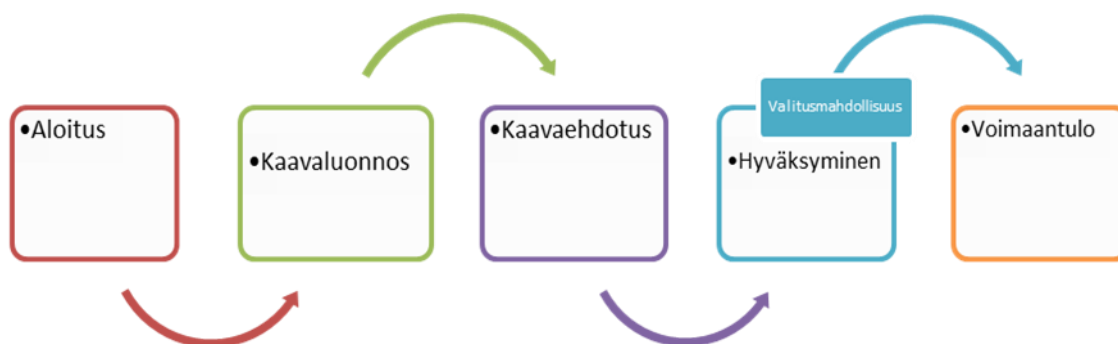 •Aloitus
•Kaavaluonnos
•Kaavaehdotus
Valitusmahdollisuus
•Hyväksyminen
•Voimaantulo